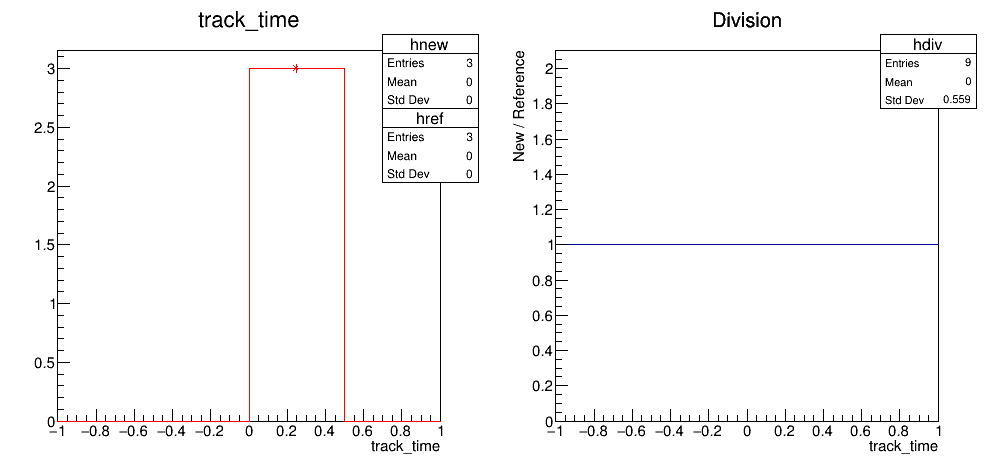 track_time
hnew
Entries 3
Mean 0
Std Dev 0
href
Entries 3
Mean 0
Std Dev 0
3
2.5
2
1.5
1
0.5
0
−1 −0.8 −0.6 −0.4 −0.2 0 0.2 0.4 0.6 0.8 1
track_time
Division
hdiv
Entries 9
Mean 0
Std Dev 0.559
New / Reference
2
1.8
1.6
1.4
1.2
1
0.8
0.6
0.4
0.2
0
−1 −0.8 −0.6 −0.4 −0.2 0 0.2 0.4 0.6 0.8 1
track_time